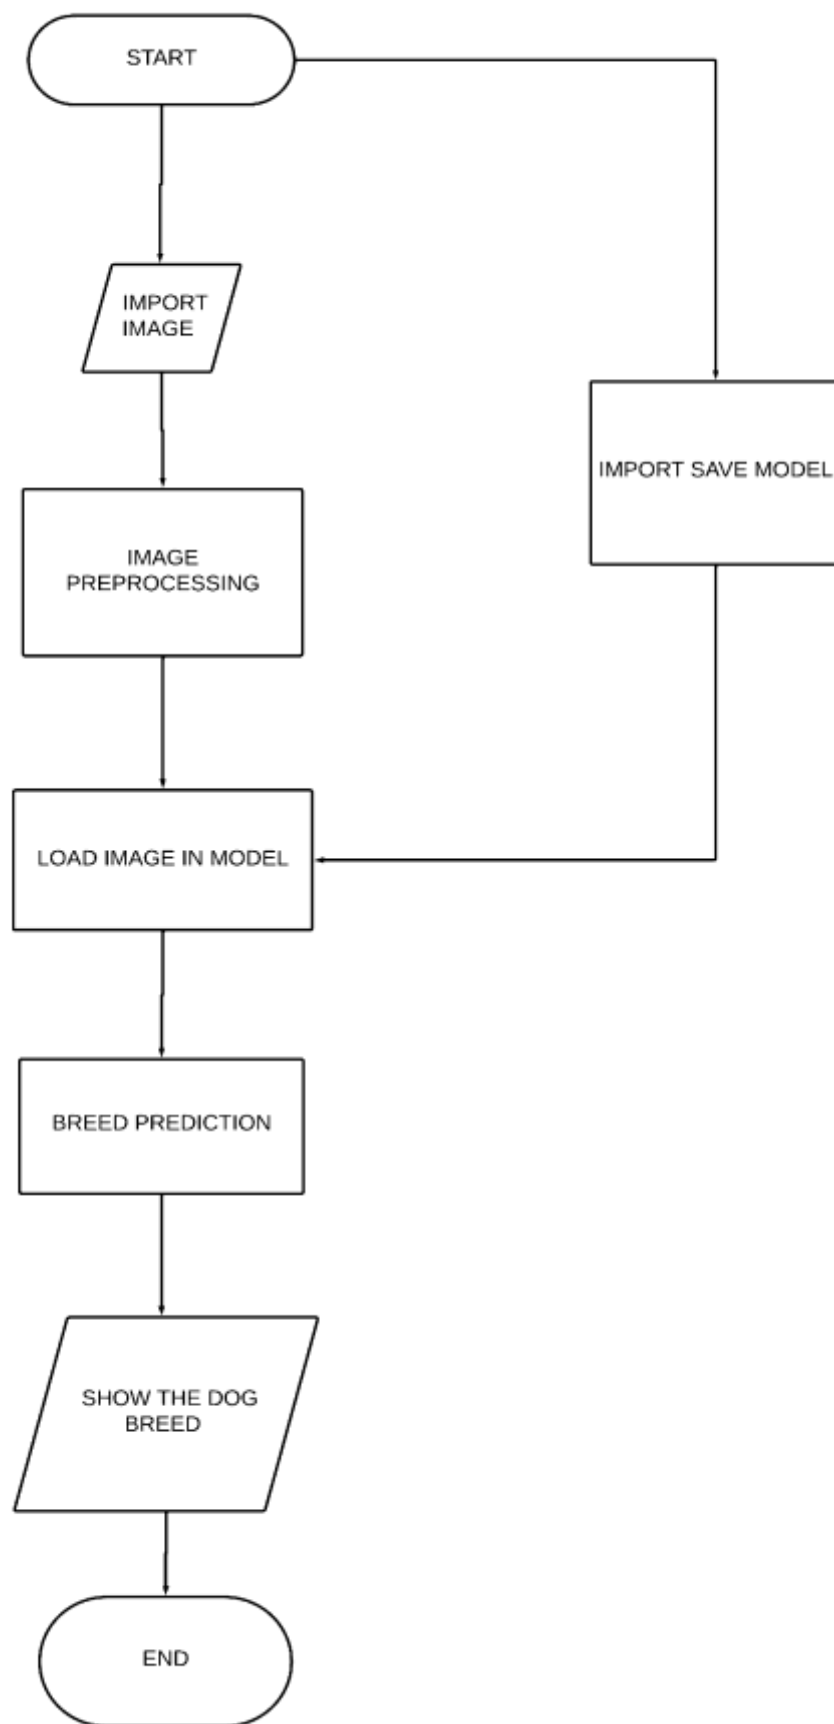 START
IMPORT
IMAGE
IMPORT SAVE MODEL
IMAGE
PREPROCESSING
LOAD IMAGE IN MODEL
BREED PREDICTION
SHOW THE DOG
BREED
END